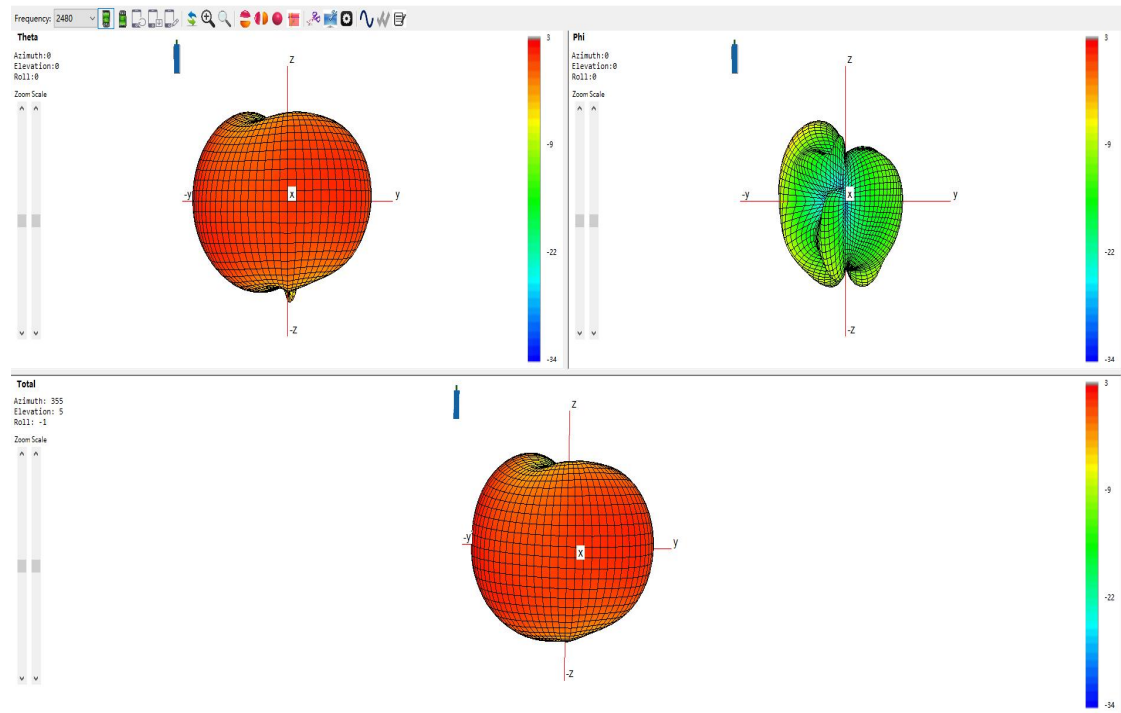 Frequency: 2480
Theta
Azimuth:0
Elevation:0
Roll:0
Zoom Scale
Z
-y
X
y
-Z
3
-9
-22
-34
Phi
Azimuth:0
Elevation:0
Roll:0
Zoom Scale
Z
-y
X
y
-Z
3
-9
-22
-34
Total
Azimuth: 355
Elevation: 5
Roll: -1
Zoom Scale
Z
-y
X
y
-Z
3
-9
-22
-34